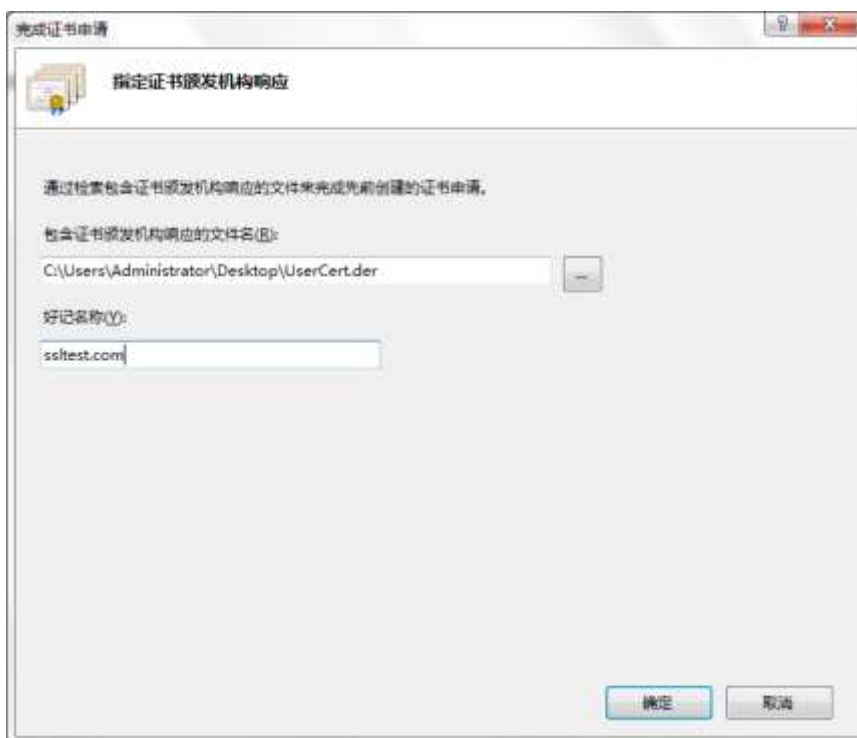 完成证书申请
指定证书颁发机构响应
通过检索包含证书颁发机构响应的文件来完成先前创建的证书申请。
包含证书颁发机构响应的文件名(R):
C:\Users\Administrator\Desktop\UserCert.der
...
好记名称(Y):
ssltest.com
确定
取消